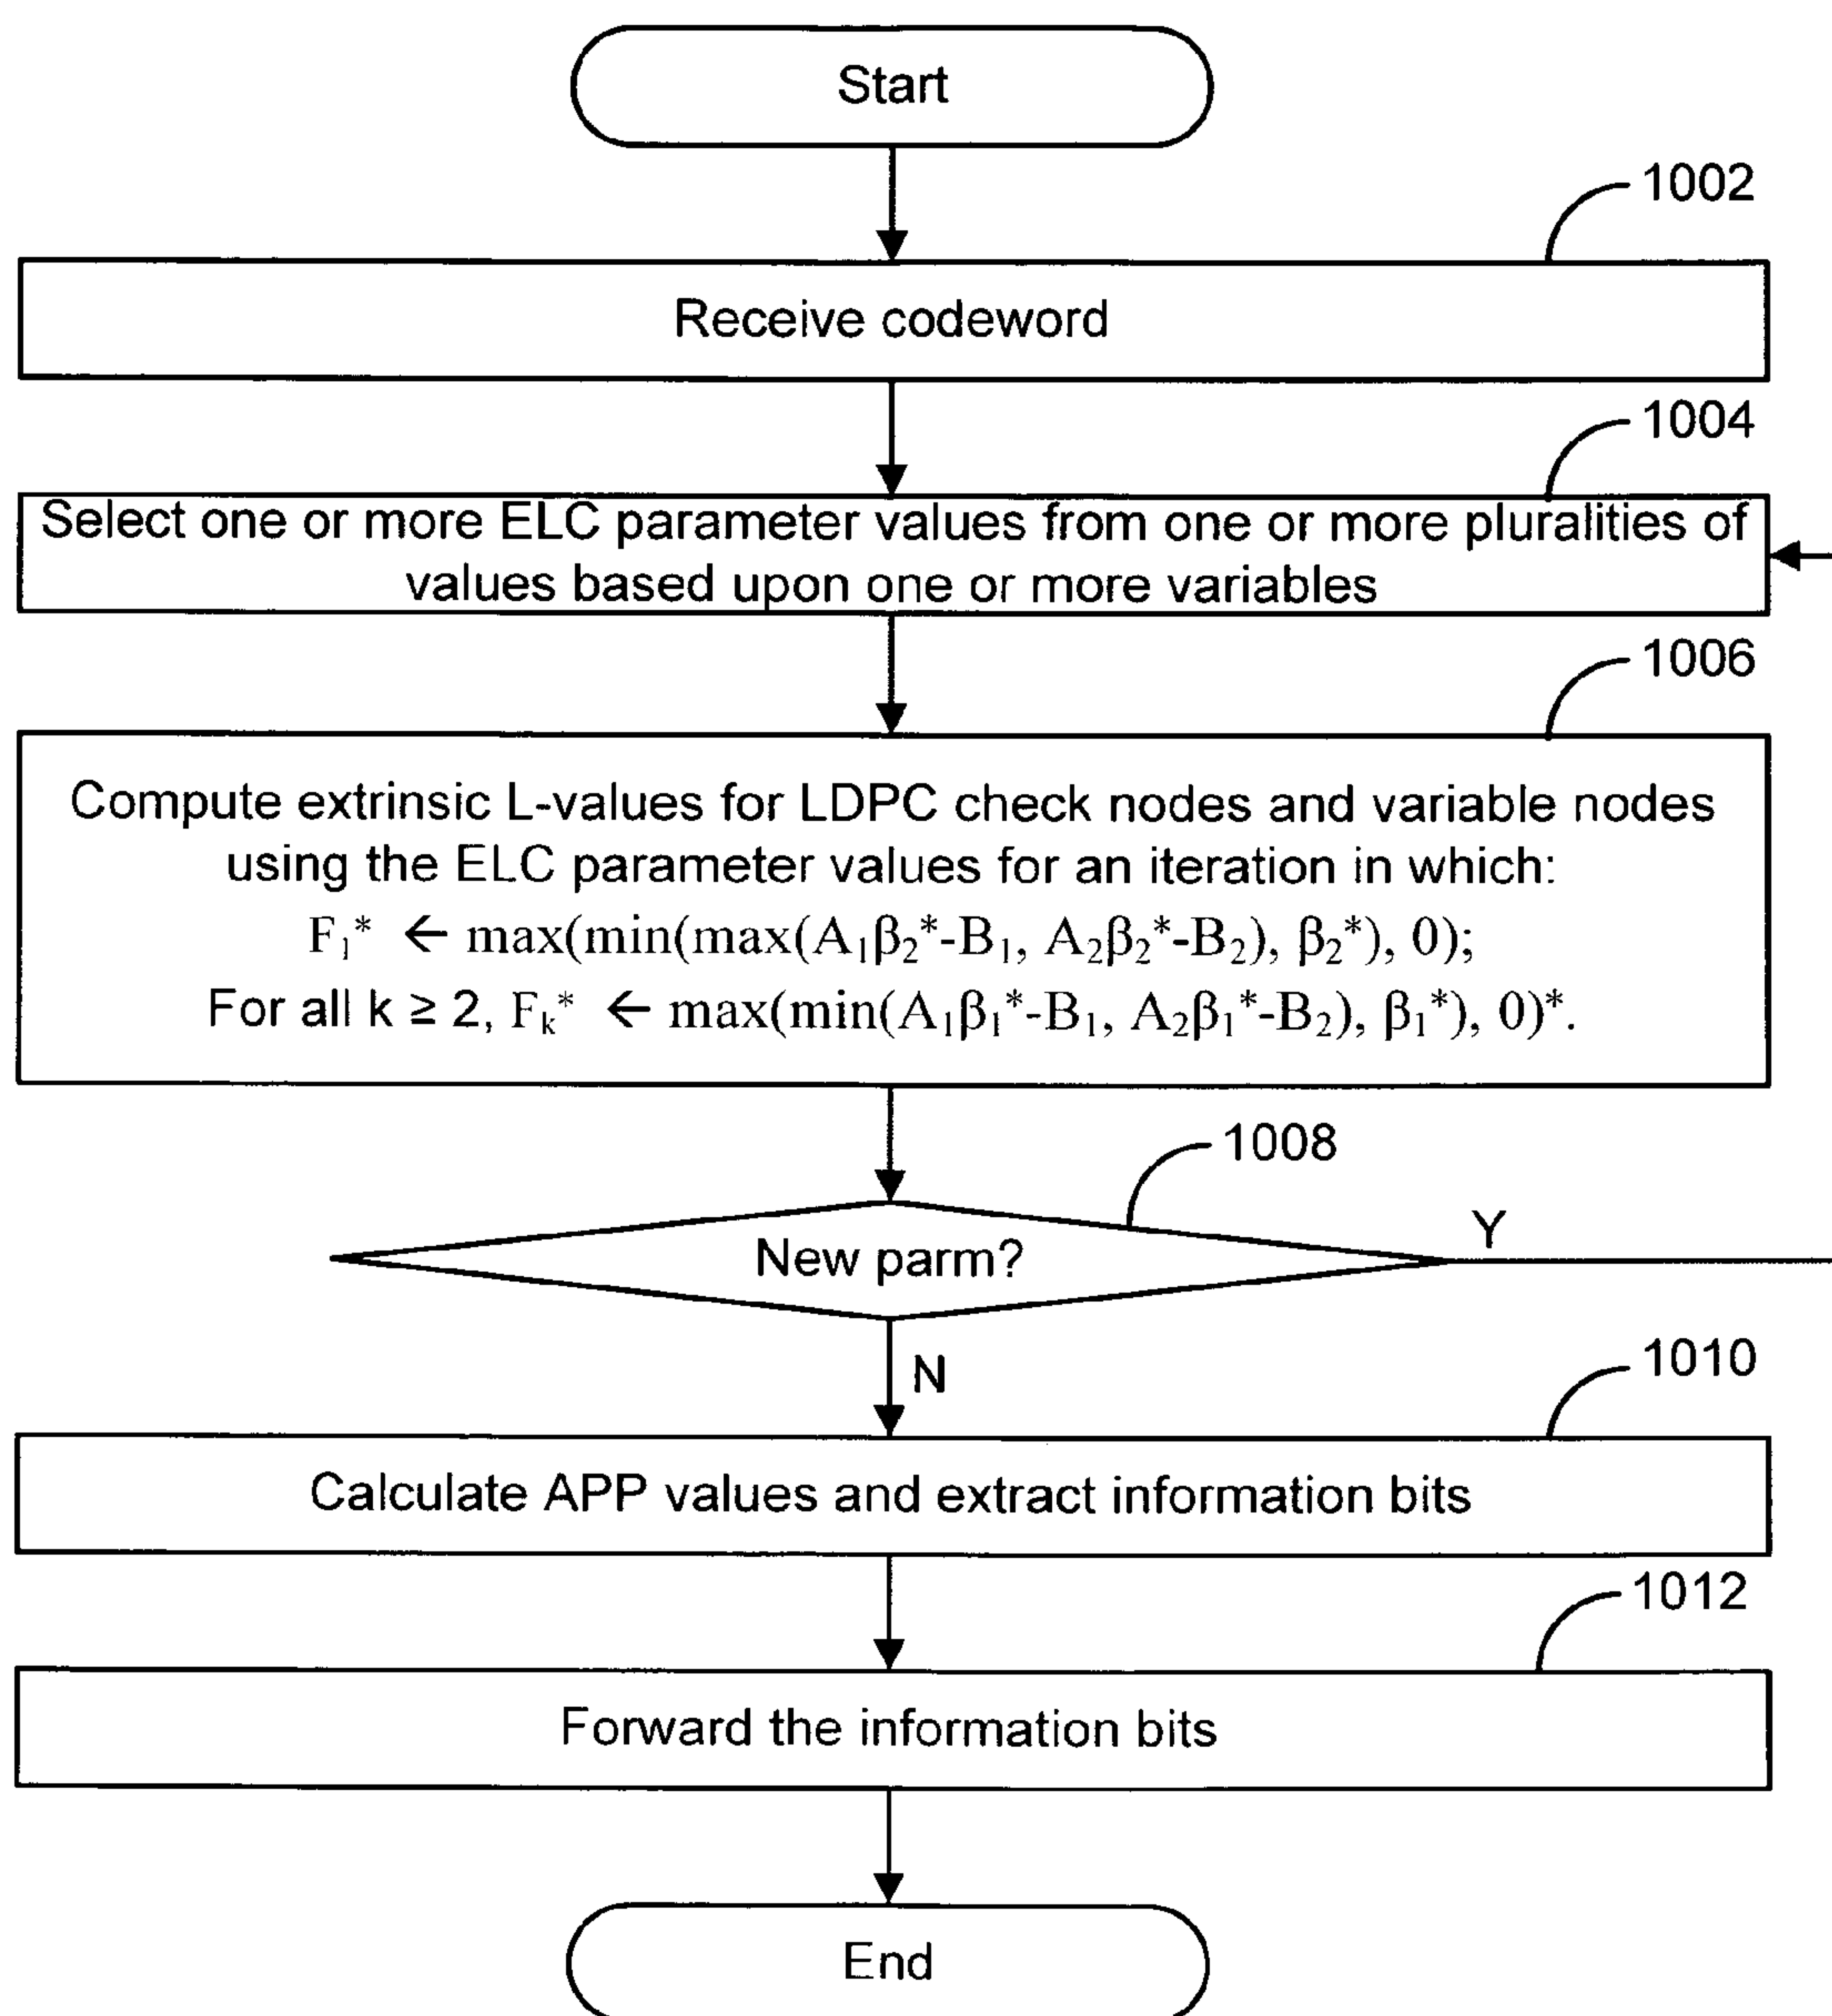 Start
1002
Receive codeword
1004
Select one or more ELC parameter values from one or more pluralities of
values based upon one or more variables
1006
Compute extrinsic L-values for LDPC check nodes and variable nodes
using the ELC parameter values for an iteration in which:
F₁* ← max(min(max(A₁β₂*-B₁, A₂β₂*-B₂), β₂*), 0);
For all k ≥ 2, Fₖ* ← max(min(A₁β₁*-B₁, A₂β₁*-B₂), β₁*), 0)*.
1008
New parm?
Y
N
1010
Calculate APP values and extract information bits
1012
Forward the information bits
End